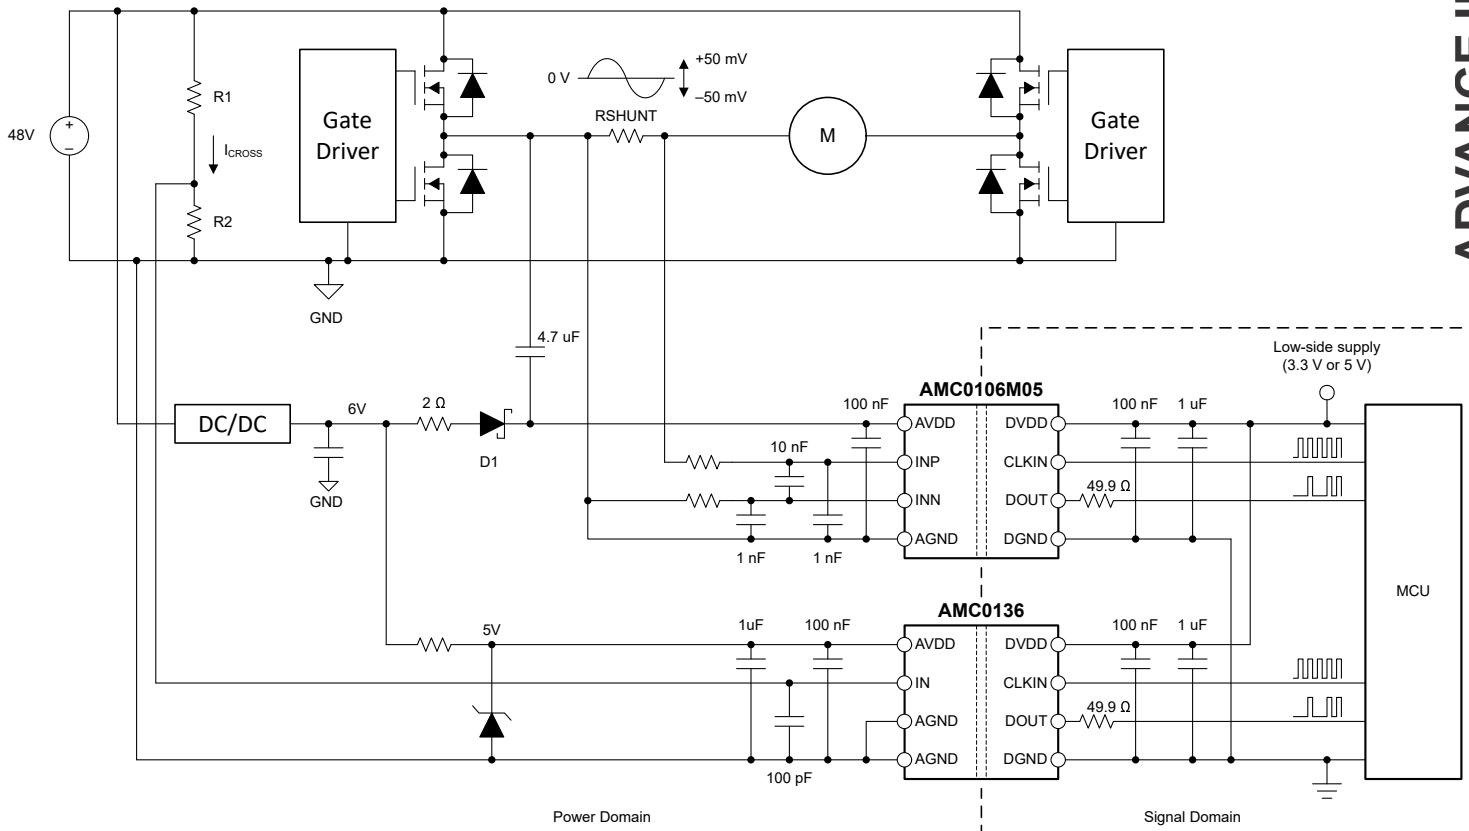 ADVANCE I
48V
+
–
R1
I CROSS
R2
Gate
Driver
0 V
+50 mV
–50 mV
RSHUNT
M
Gate
Driver
GND
4.7 uF
Low-side supply
(3.3 V or 5 V)
AMC0106M05
DC/DC
6V
2 Ω
D1
GND
100 nF
10 nF
1 nF
1 nF
AVDD
INP
INN
AGND
DVDD
CLKIN
DOUT
DGND
100 nF
1 uF
49.9 Ω
MCU
AMC0136
5V
1uF
100 nF
100 pF
AVDD
IN
AGND
AGND
DVDD
CLKIN
DOUT
DGND
100 nF
1 uF
49.9 Ω
Power Domain
Signal Domain